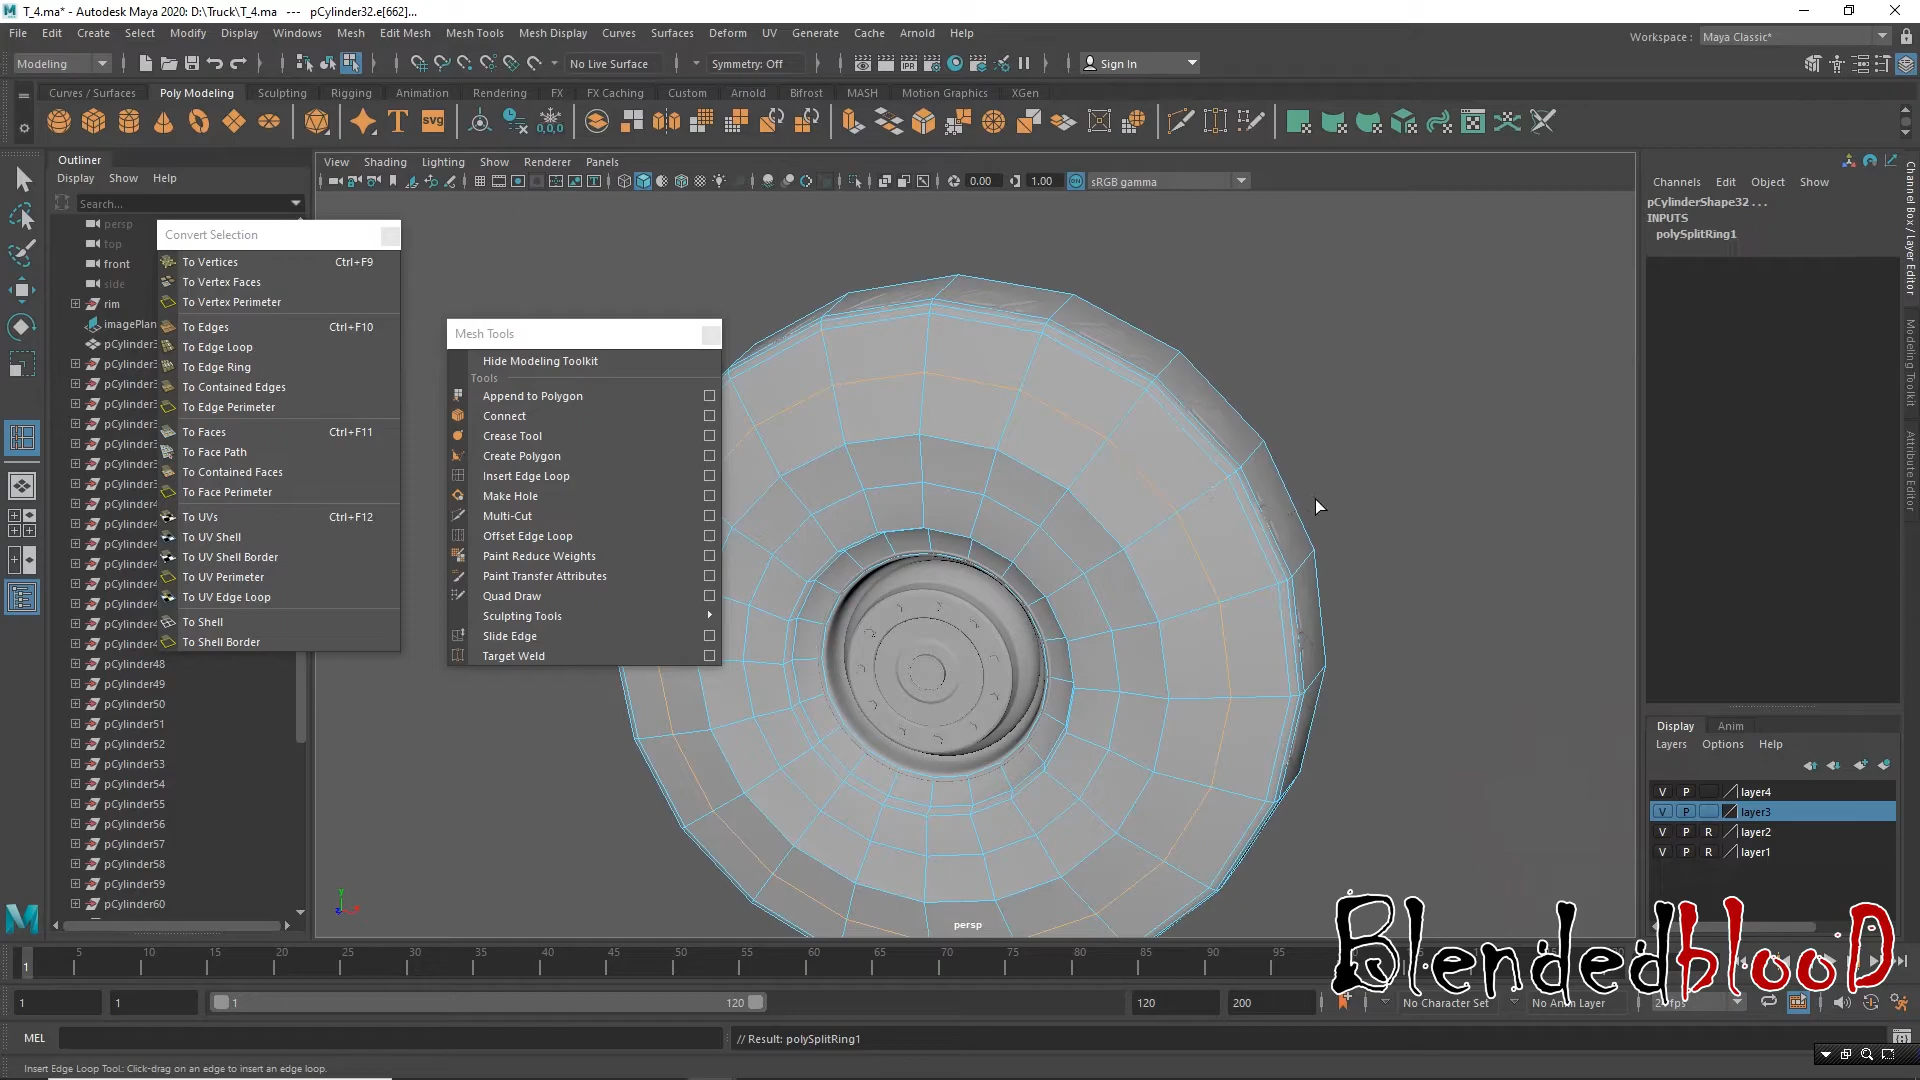 T_4.ma* - Autodesk Maya 2020: D:\Truck\T_4.ma   ---   pCylinder32.e[662]...
File Edit Create Select Modify Display Windows Mesh Edit Mesh Mesh Tools Mesh Display Curves Surfaces Deform UV Generate Cache Arnold Help
Workspace : Maya Classic*
Modeling No Live Surface Symmetry: Off Sign In
Curves / Surfaces Poly Modeling Sculpting Rigging Animation Rendering FX FX Caching Custom Arnold Bifrost MASH Motion Graphics XGen
Outliner
Display Show Help
Search...
persp
top
front
side
rim
imagePlan
pCylinder
pCylinder48
pCylinder49
pCylinder50
pCylinder51
pCylinder52
pCylinder53
pCylinder54
pCylinder55
pCylinder56
pCylinder57
pCylinder58
pCylinder59
pCylinder60
Convert Selection
To Vertices Ctrl+F9
To Vertex Faces
To Vertex Perimeter
To Edges Ctrl+F10
To Edge Loop
To Edge Ring
To Contained Edges
To Edge Perimeter
To Faces Ctrl+F11
To Face Path
To Contained Faces
To Face Perimeter
To UVs Ctrl+F12
To UV Shell
To UV Shell Border
To UV Perimeter
To UV Edge Loop
To Shell
To Shell Border
View Shading Lighting Show Renderer Panels
0.00 1.00 sRGB gamma
Mesh Tools
Hide Modeling Toolkit
Tools
Append to Polygon
Connect
Crease Tool
Create Polygon
Insert Edge Loop
Make Hole
Multi-Cut
Offset Edge Loop
Paint Reduce Weights
Paint Transfer Attributes
Quad Draw
Sculpting Tools
Slide Edge
Target Weld
persp
Channels Edit Object Show
pCylinderShape32...
INPUTS
polySplitRing1
Channel Box / Layer Editor
Modeling Toolkit
Attribute Editor
Display Anim
Layers Options Help
V P layer4
V P layer3
V P R layer2
V P R layer1
BlendedblooD
1 5 10 15 20 25 30 35 40 45 50 55 60 65 70 75 80 85 90 95
1 1 1 120 120 200 No Character Set No Anim Layer
MEL // Result: polySplitRing1
Insert Edge Loop Tool: Click-drag on an edge to insert an edge loop.